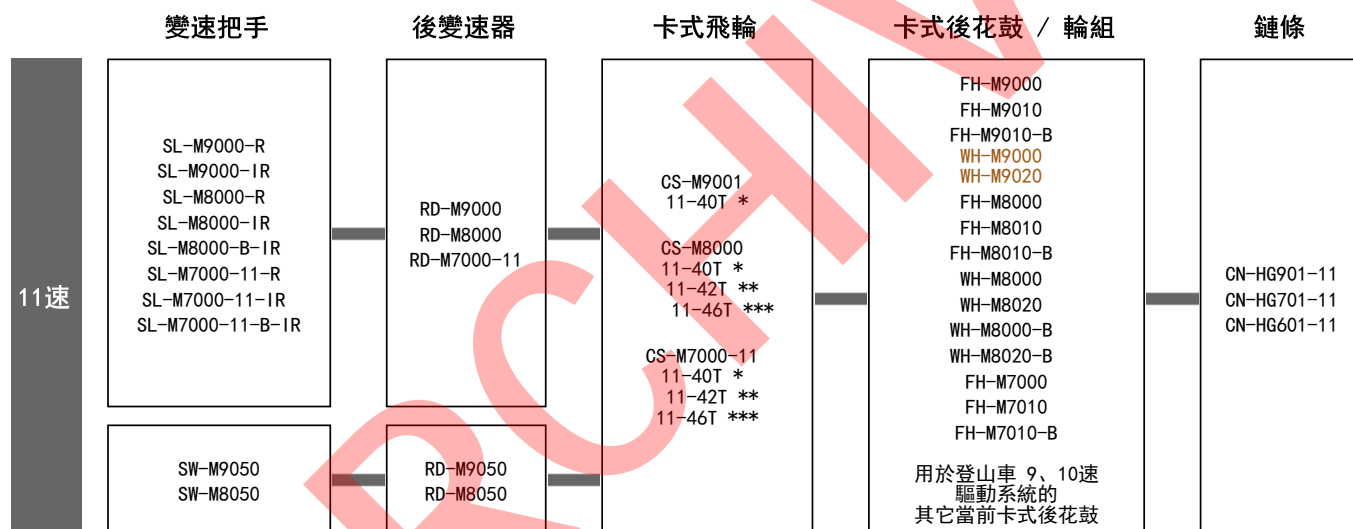 變速把手
後變速器
卡式飛輪
卡式後花鼓 / 輪組
鏈條
11速
SL-M9000-R
SL-M9000-IR
SL-M8000-R
SL-M8000-IR
SL-M8000-B-IR
SL-M7000-11-R
SL-M7000-11-IR
SL-M7000-11-B-IR
RD-M9000
RD-M8000
RD-M7000-11
SW-M9050
SW-M8050
RD-M9050
RD-M8050
CS-M9001
11-40T *
CS-M8000
11-40T *
11-42T **
11-46T ***
CS-M7000-11
11-40T *
11-42T **
11-46T ***
FH-M9000
FH-M9010
FH-M9010-B
WH-M9000
WH-M9020
FH-M8000
FH-M8010
FH-M8010-B
WH-M8000
WH-M8020
WH-M8000-B
WH-M8020-B
FH-M7000
FH-M7010
FH-M7010-B
用於登山車 9、10速
驅動系統的
其它當前卡式後花鼓
CN-HG901-11
CN-HG701-11
CN-HG601-11
RCHIV